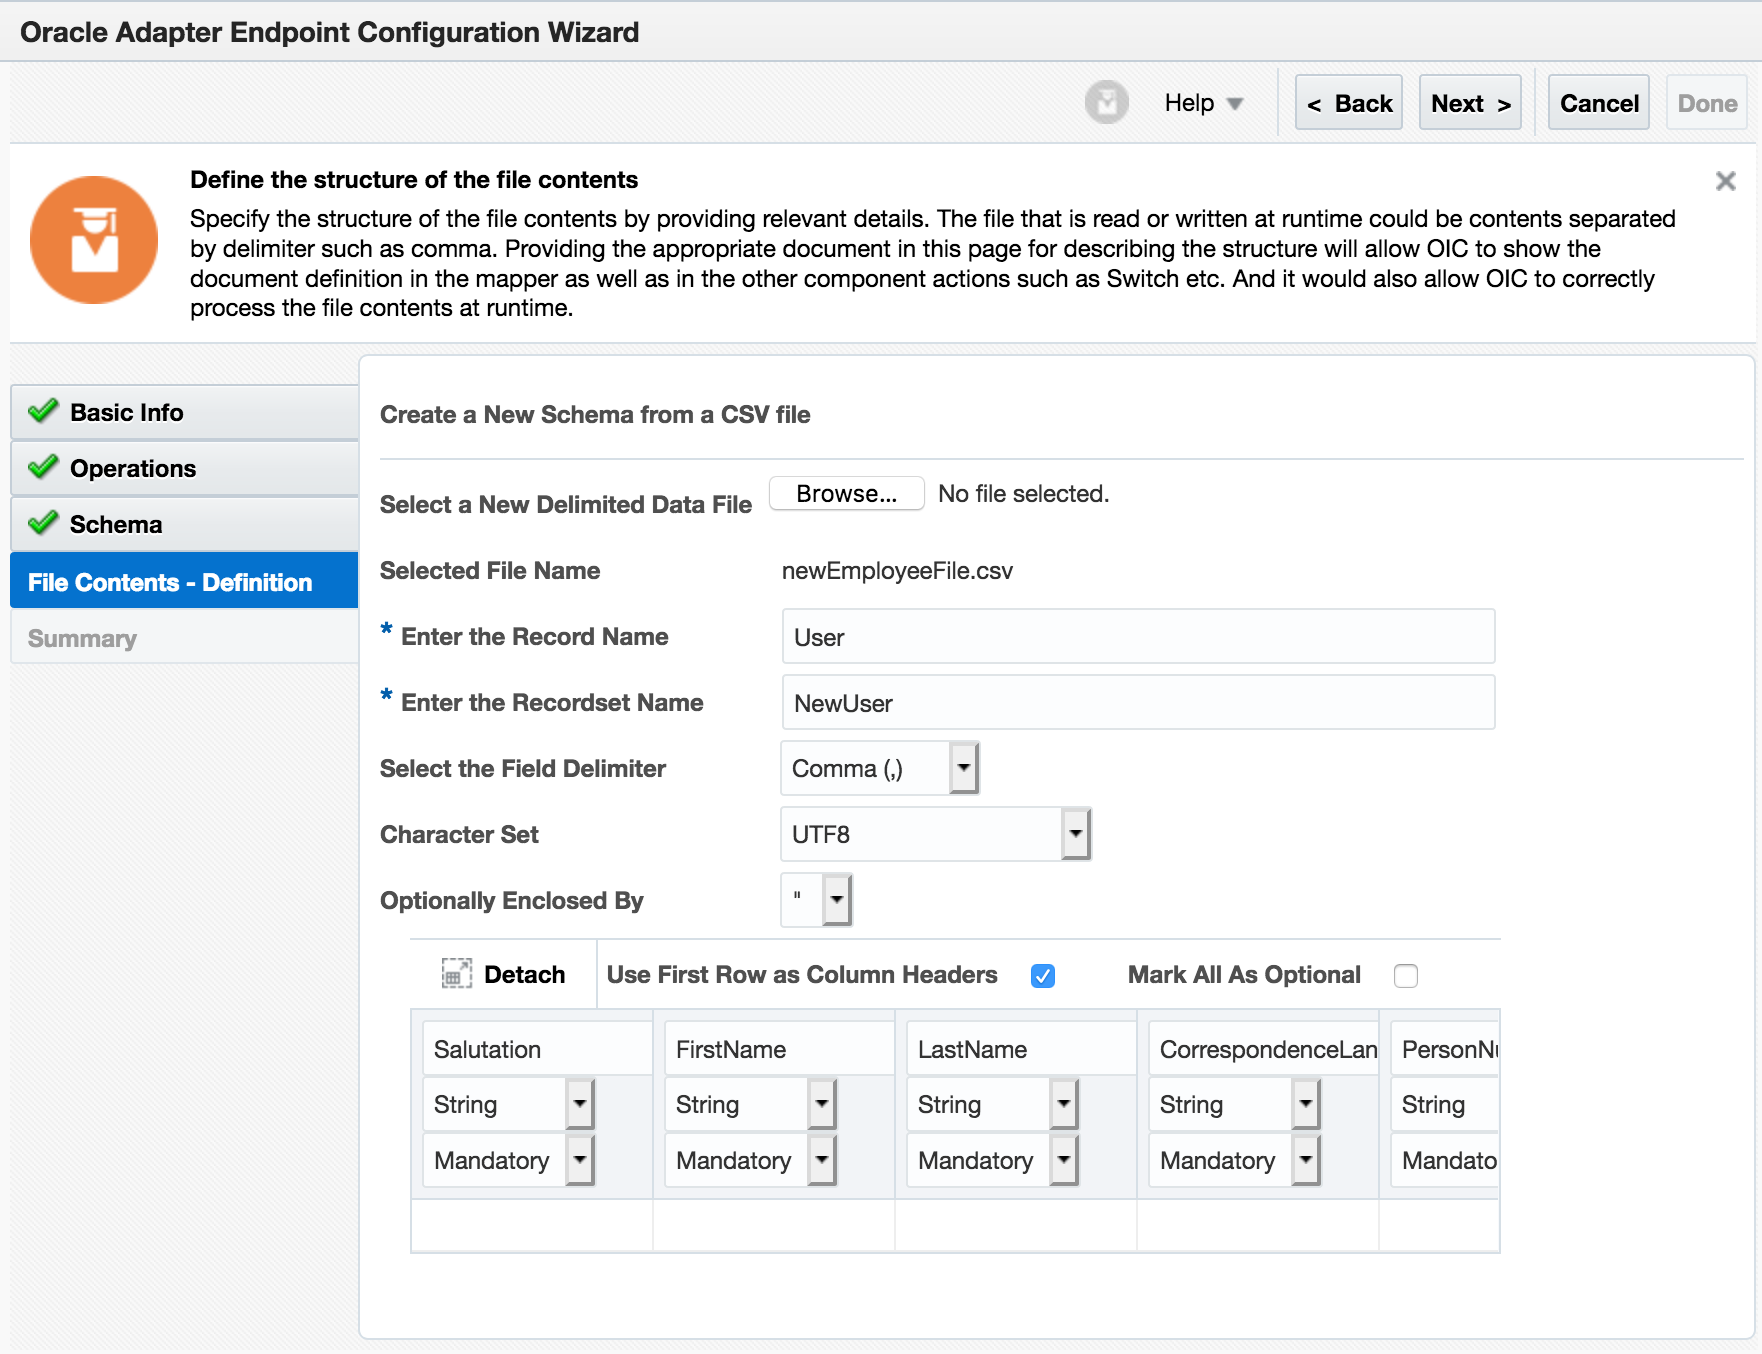 Oracle Adapter Endpoint Configuration Wizard
Help
< Back
Next >
Cancel
Done
Define the structure of the file contents
Specify the structure of the file contents by providing relevant details. The file that is read or written at runtime could be contents separated
by delimiter such as comma. Providing the appropriate document in this page for describing the structure will allow OIC to show the
document definition in the mapper as well as in the other component actions such as Switch etc. And it would also allow OIC to correctly
process the file contents at runtime.
Basic Info
Operations
Schema
File Contents - Definition
Summary
Create a New Schema from a CSV file
Select a New Delimited Data File Browse... No file selected.
Selected File Name newEmployeeFile.csv
* Enter the Record Name User
* Enter the Recordset Name NewUser
Select the Field Delimiter Comma (,)
Character Set UTF8
Optionally Enclosed By "
Detach Use First Row as Column Headers Mark All As Optional
Salutation FirstName LastName CorrespondenceLan PersonNu
String String String String String
Mandatory Mandatory Mandatory Mandatory Mandato